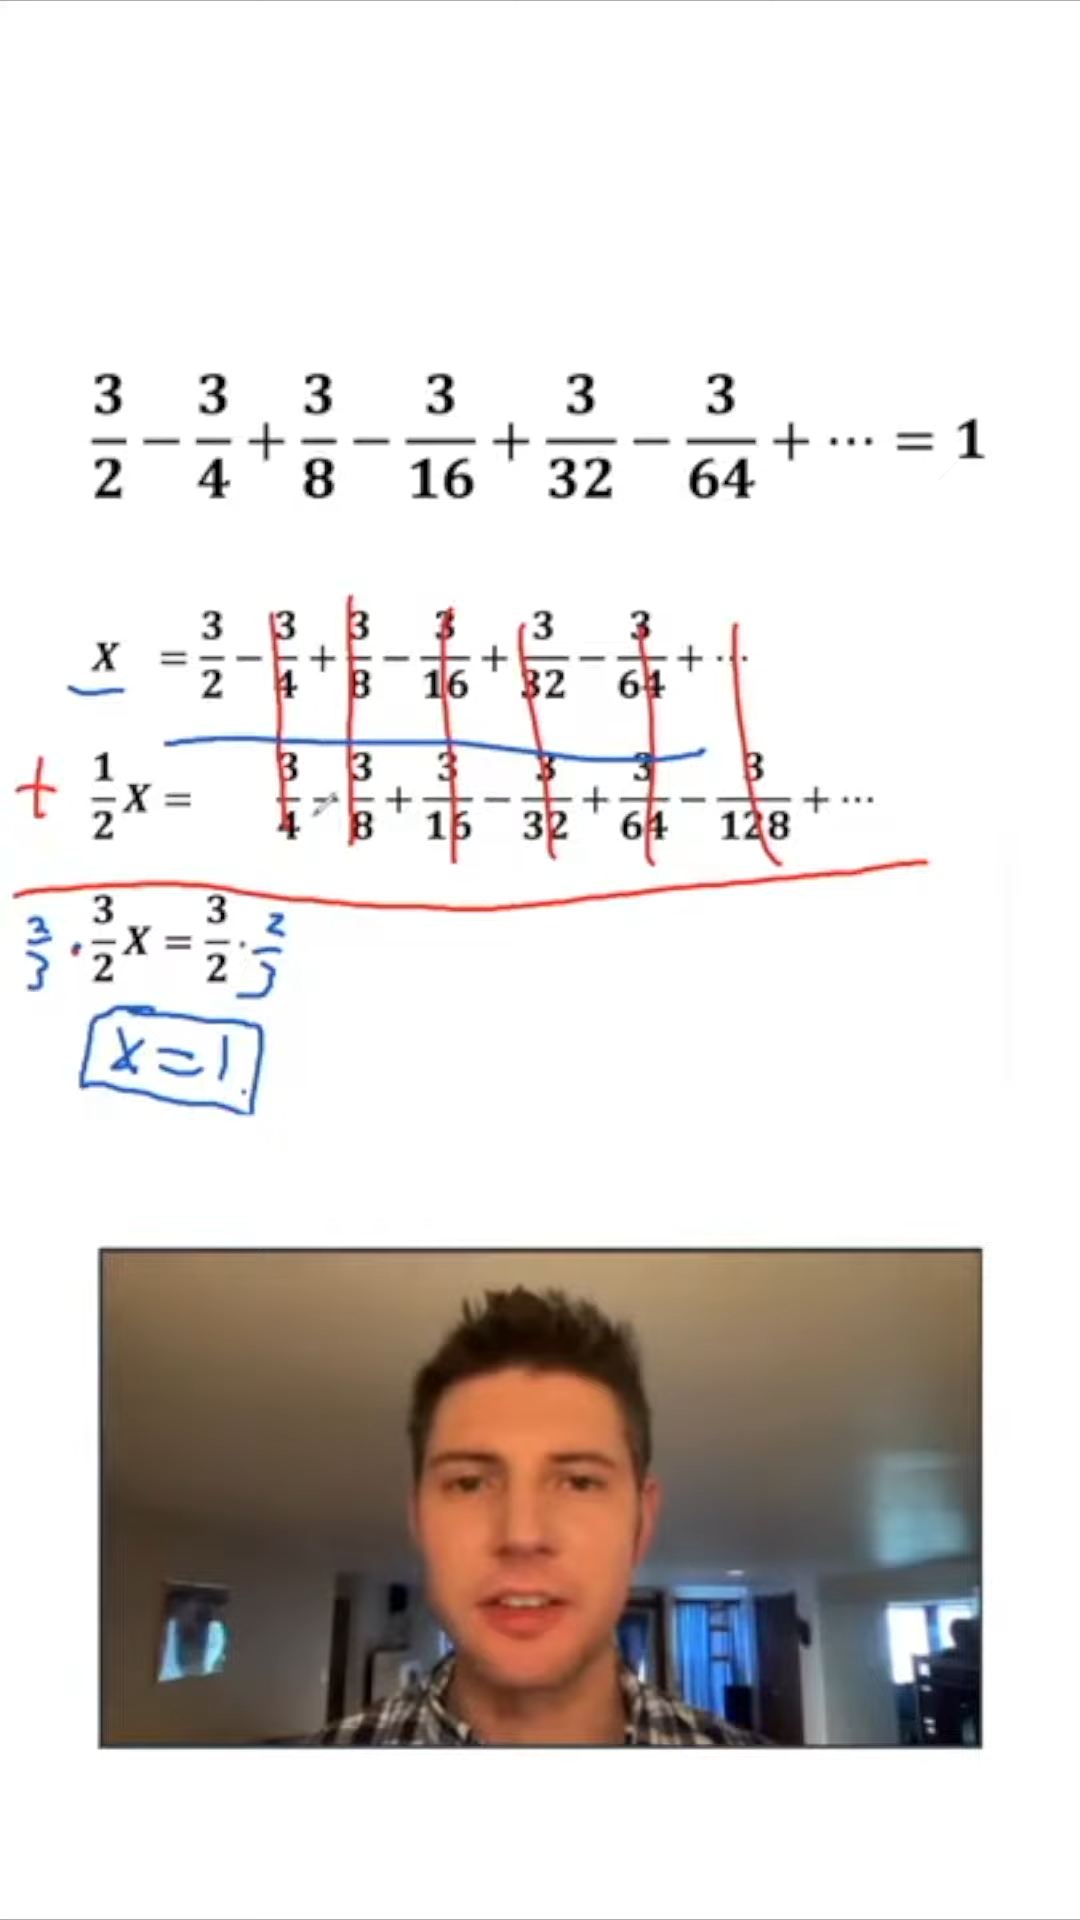 3/2 − 3/4 + 3/8 − 3/16 + 3/32 − 3/64 + ⋯ = 1
X = 3/2 − 3/4 + 3/8 − 3/16 + 3/32 − 3/64 + ⋯
+ 1/2 X = 3/4 − 3/8 + 3/16 − 3/32 + 3/64 − 3/128 + ⋯
2/3 · 3/2 X = 3/2 · 2/3
x = 1